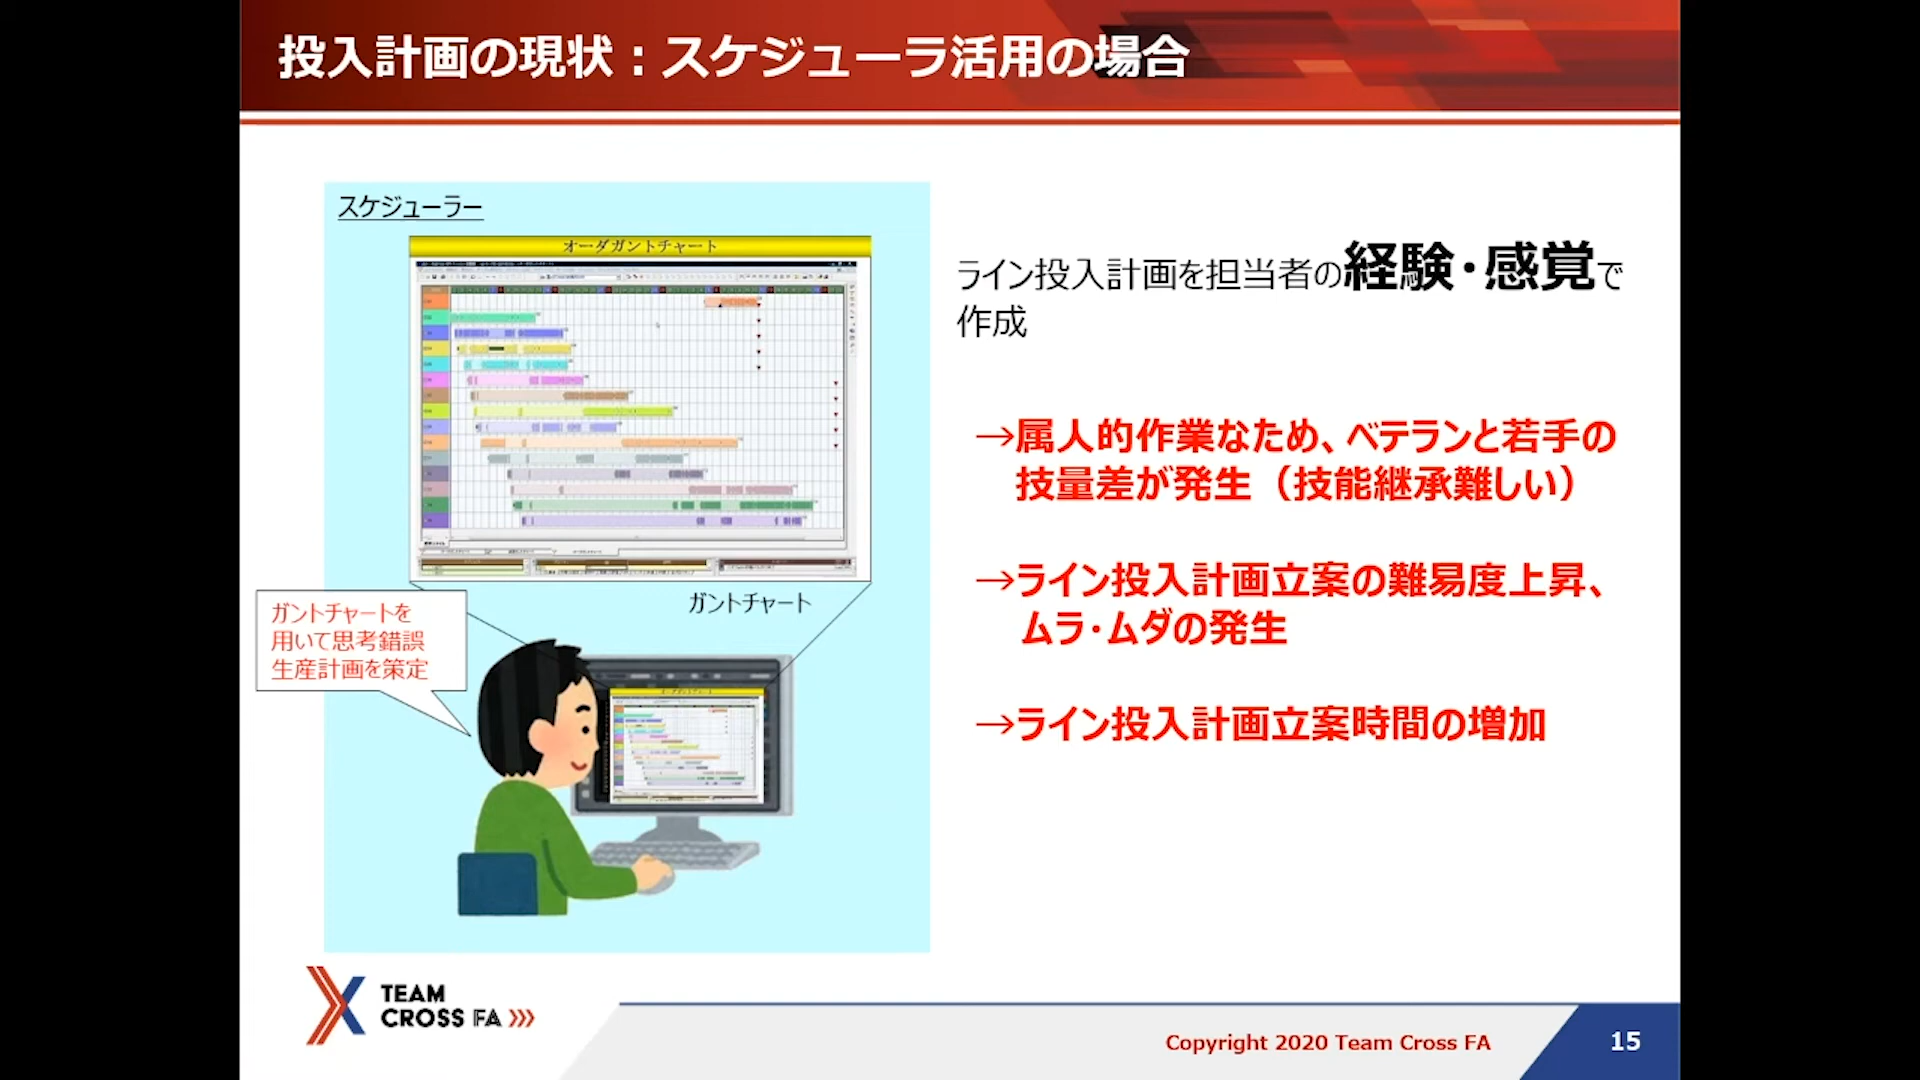 投入計画の現状：スケジューラ活用の場合
スケジューラー
オーダガントチャート
ガントチャート
ガントチャートを
用いて思考錯誤
生産計画を策定
ライン投入計画を担当者の経験・感覚で
作成
→属人的作業なため、ベテランと若手の
技量差が発生（技能継承難しい）
→ライン投入計画立案の難易度上昇、
ムラ・ムダの発生
→ライン投入計画立案時間の増加
TEAM
CROSS FA
Copyright 2020 Team Cross FA
15